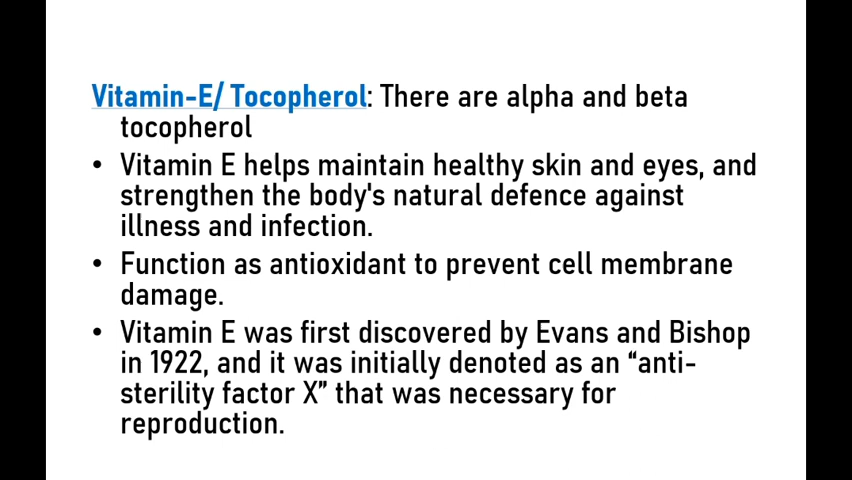 Vitamin-E/ Tocopherol: There are alpha and beta
tocopherol
• Vitamin E helps maintain healthy skin and eyes, and
strengthen the body's natural defence against
illness and infection.
• Function as antioxidant to prevent cell membrane
damage.
• Vitamin E was first discovered by Evans and Bishop
in 1922, and it was initially denoted as an “anti-
sterility factor X” that was necessary for
reproduction.